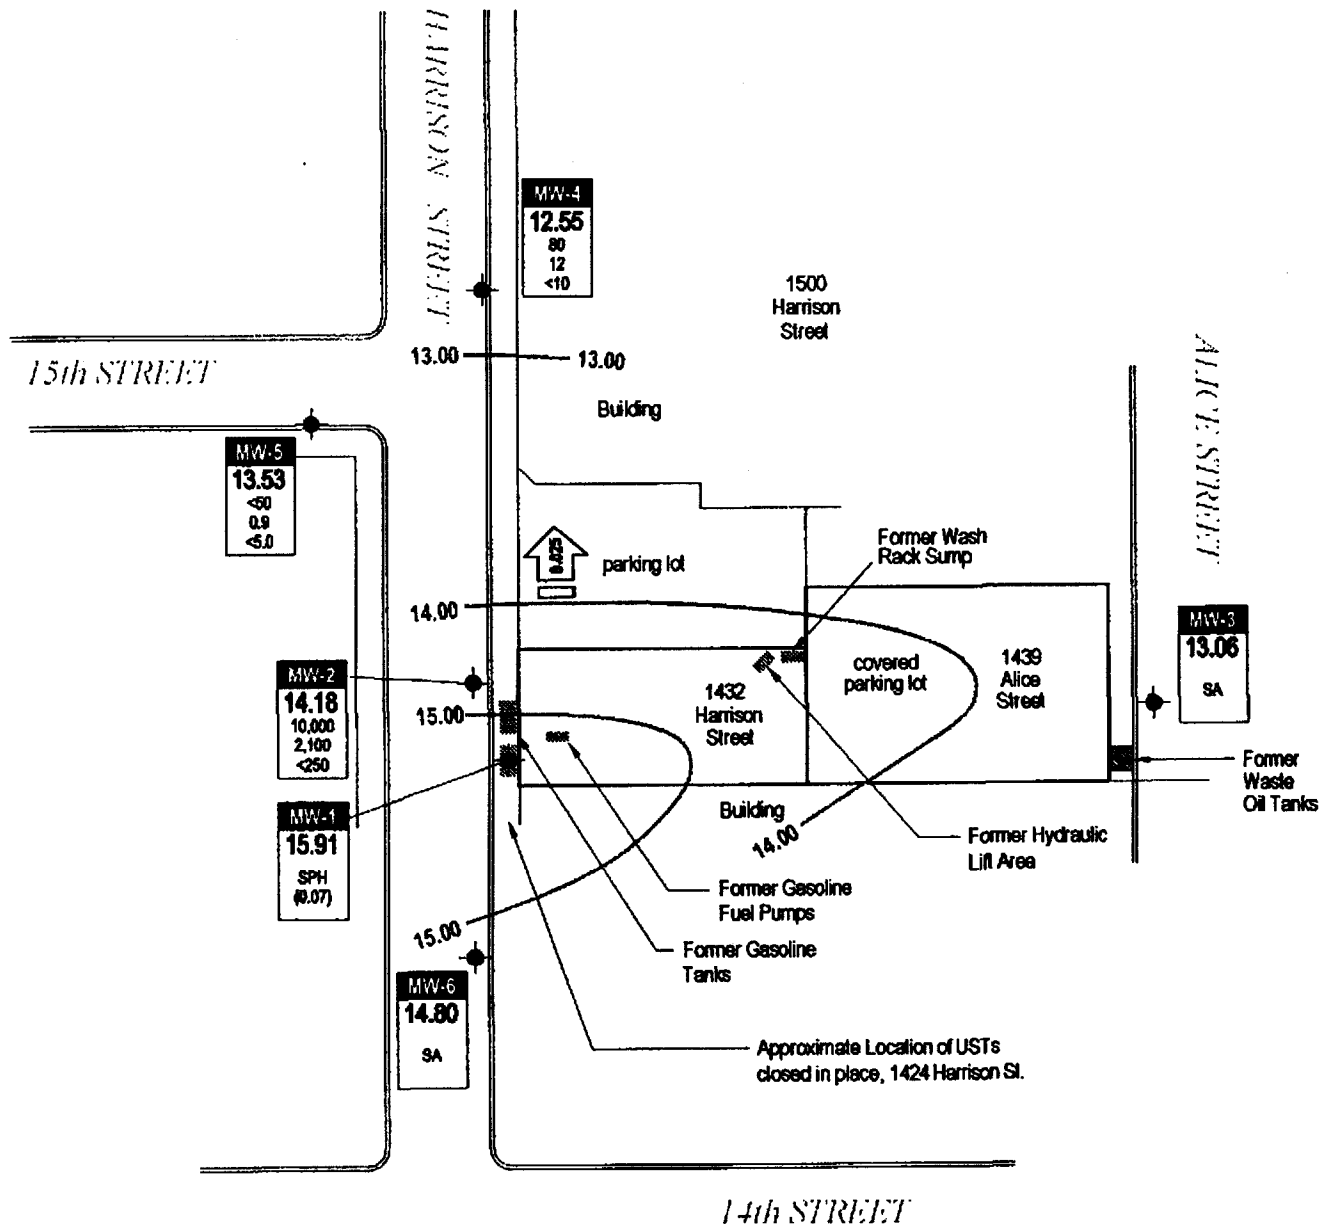 HARRISON STREET
MW-4
12.55
80
12
<10
1500
Harrison
Street
13.00
13.00
15th STREET
ALICE STREET
Building
MW-5
13.53
<50
0.9
<5.0
Former Wash
Rack Sump
0.025
parking lot
14.00
MW-3
13.06
SA
MW-2
14.18
10,000
2,100
<250
covered
parking lot
1439
Alice
Street
1432
Harrison
Street
15.00
Former
Waste
Oil Tanks
MW-1
15.91
SPH
(0.07)
Building
14.00
Former Hydraulic
Lift Area
Former Gasoline
Fuel Pumps
15.00
Former Gasoline
Tanks
MW-6
14.80
SA
Approximate Location of USTs
closed in place, 1424 Harrison St.
14th STREET